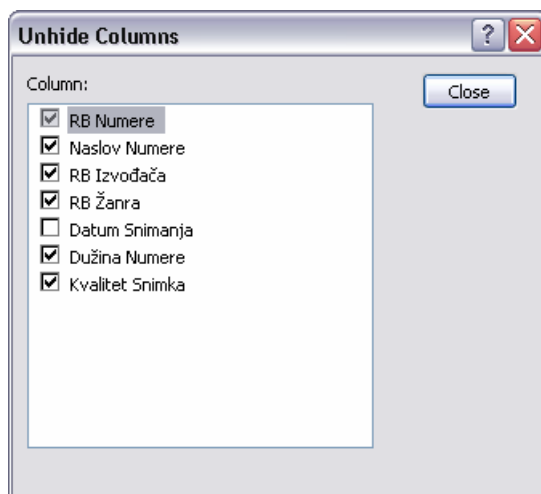 Unhide Columns
Column:
Close
RB Numere
Naslov Numere
RB Izvođača
RB Žanra
Datum Snimanja
Dužina Numere
Kvalitet Snimka